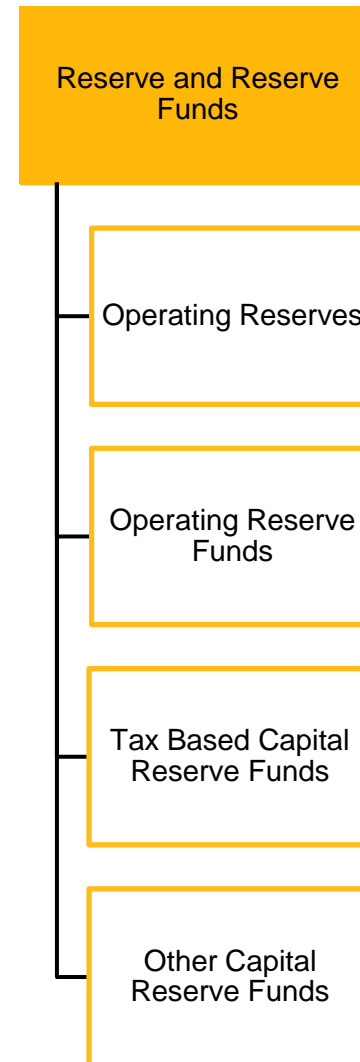 Reserve and Reserve
Funds
Operating Reserves
Operating Reserve
Funds
Tax Based Capital
Reserve Funds
Other Capital
Reserve Funds